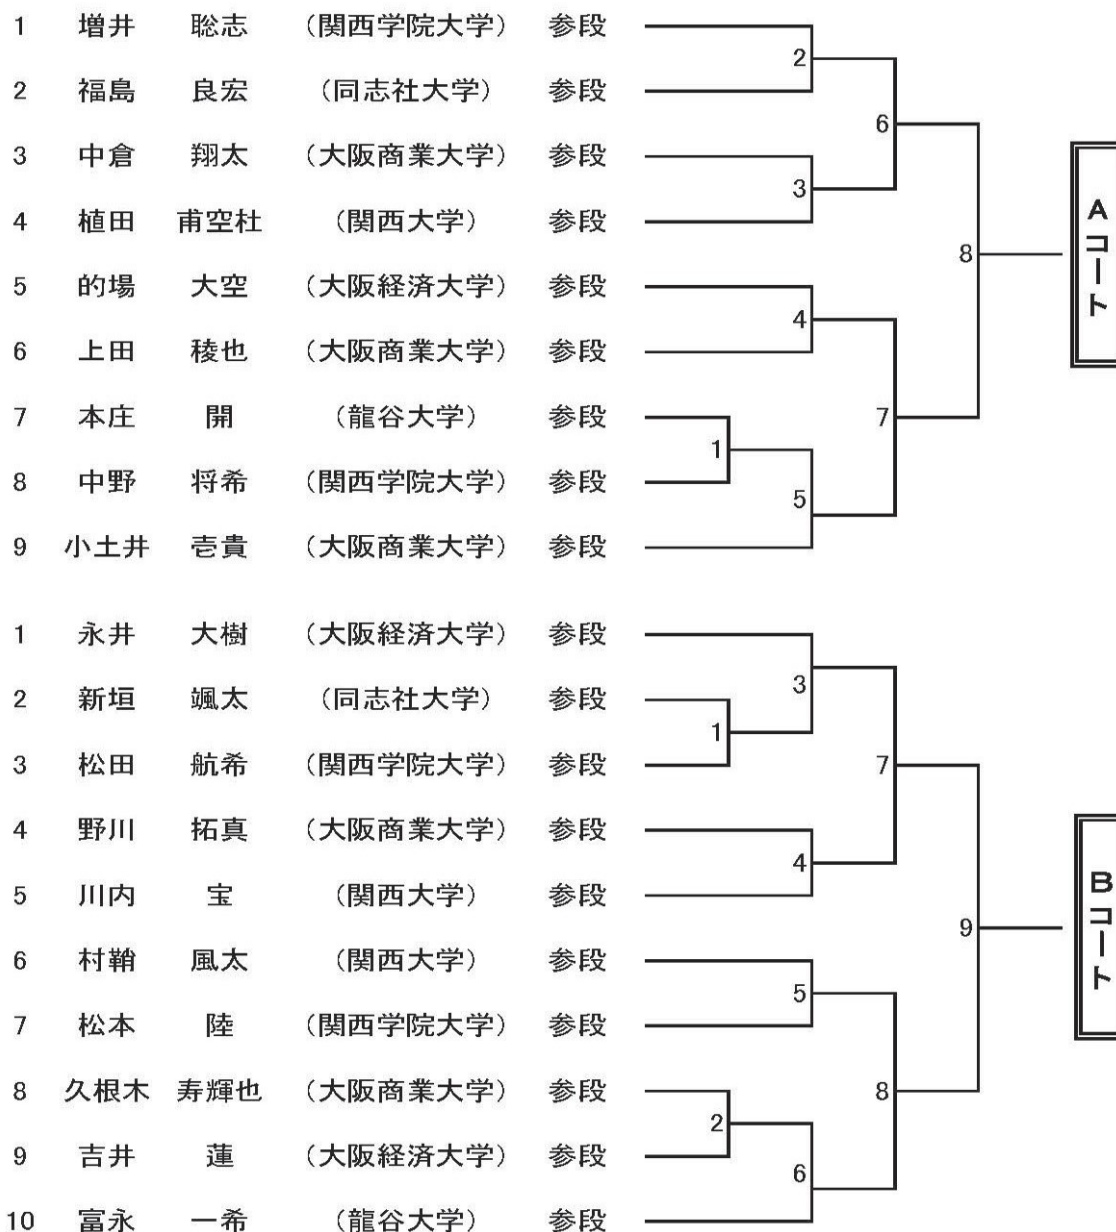 1 増井 聡志 (関西学院大学) 参段
2 福島 良宏 (同志社大学) 参段
3 中倉 翔太 (大阪商業大学) 参段
4 植田 甫空杜 (関西大学) 参段
5 的場 大空 (大阪経済大学) 参段
6 上田 稜也 (大阪商業大学) 参段
7 本庄 開 (龍谷大学) 参段
8 中野 将希 (関西学院大学) 参段
9 小土井 壱貴 (大阪商業大学) 参段
2
6
3
8
4
7
1
5
Aコート
1 永井 大樹 (大阪経済大学) 参段
2 新垣 颯太 (同志社大学) 参段
3 松田 航希 (関西学院大学) 参段
4 野川 拓真 (大阪商業大学) 参段
5 川内 宝 (関西大学) 参段
6 村鞘 風太 (関西大学) 参段
7 松本 陸 (関西学院大学) 参段
8 久根木 寿輝也 (大阪商業大学) 参段
9 吉井 蓮 (大阪経済大学) 参段
10 富永 一希 (龍谷大学) 参段
3
1
7
4
9
5
8
2
6
Bコート